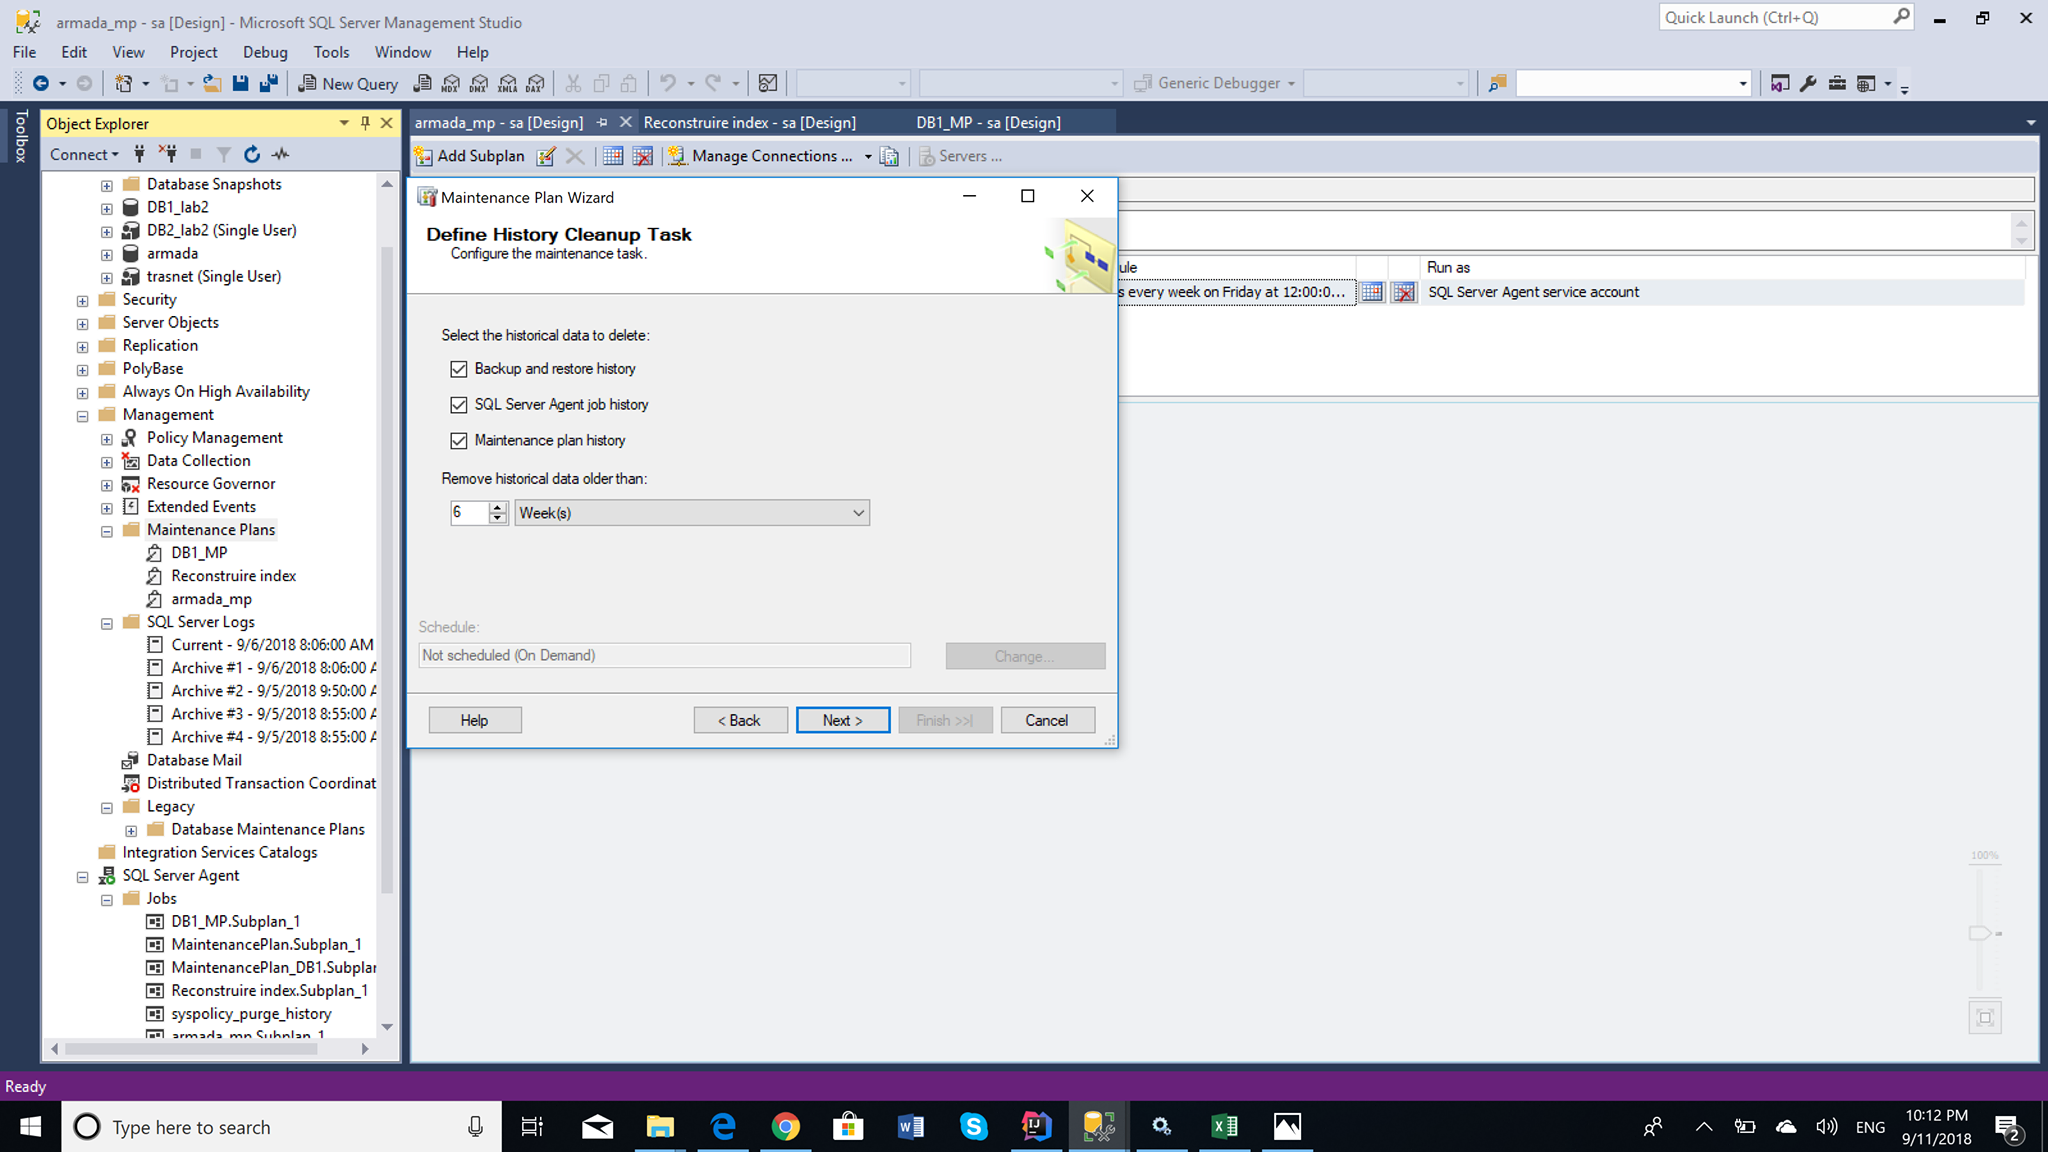 armada_mp - sa [Design] - Microsoft SQL Server Management Studio
Quick Launch (Ctrl+Q)
File Edit View Project Debug Tools Window Help
New Query
MDX DMX XMLA DAX
Generic Debugger
Toolbox
Object Explorer
Connect
Database Snapshots
DB1_lab2
DB2_lab2 (Single User)
armada
trasnet (Single User)
Security
Server Objects
Replication
PolyBase
Always On High Availability
Management
Policy Management
Data Collection
Resource Governor
Extended Events
Maintenance Plans
DB1_MP
Reconstruire index
armada_mp
SQL Server Logs
Current - 9/6/2018 8:06:00 AM
Archive #1 - 9/6/2018 8:06:00 A
Archive #2 - 9/5/2018 9:50:00 A
Archive #3 - 9/5/2018 8:55:00 A
Archive #4 - 9/5/2018 8:55:00 A
Database Mail
Distributed Transaction Coordinat
Legacy
Database Maintenance Plans
Integration Services Catalogs
SQL Server Agent
Jobs
DB1_MP.Subplan_1
MaintenancePlan.Subplan_1
MaintenancePlan_DB1.Subplan
Reconstruire index.Subplan_1
syspolicy_purge_history
armada_mp.Subplan_1
armada_mp - sa [Design] Reconstruire index - sa [Design] DB1_MP - sa [Design]
Add Subplan Manage Connections ... Servers ...
Maintenance Plan Wizard
Define History Cleanup Task
Configure the maintenance task.
Select the historical data to delete:
Backup and restore history
SQL Server Agent job history
Maintenance plan history
Remove historical data older than:
6 Week(s)
Schedule:
Not scheduled (On Demand) Change...
Help < Back Next > Finish >>| Cancel
ule Run as
s every week on Friday at 12:00:0... SQL Server Agent service account
100%
Ready
Type here to search
ENG
10:12 PM
9/11/2018
2